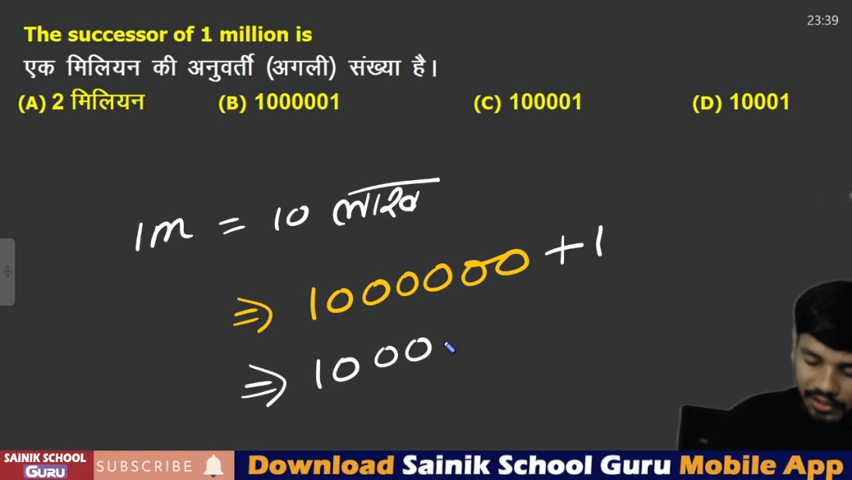 23:39
The successor of 1 million is
एक मिलियन की अनुवर्ती (अगली) संख्या है।
(A) 2 मिलियन (B) 1000001 (C) 100001 (D) 10001
1m = 10 लाख
⇒ 1000000 + 1
⇒ 1000
SAINIK SCHOOL GURU SUBSCRIBE Download Sainik School Guru Mobile App